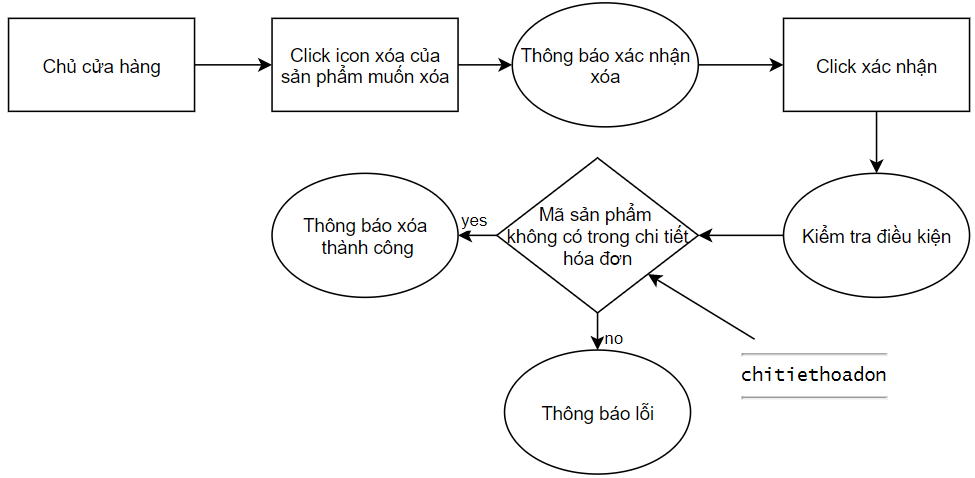 Chủ cửa hàng
Click icon xóa của
sản phẩm muốn xóa
Thông báo xác nhận
xóa
Click xác nhận
Kiểm tra điều kiện
Mã sản phẩm
không có trong chi tiết
hóa đơn
yes
Thông báo xóa
thành công
no
Thông báo lỗi
chitiethoadon